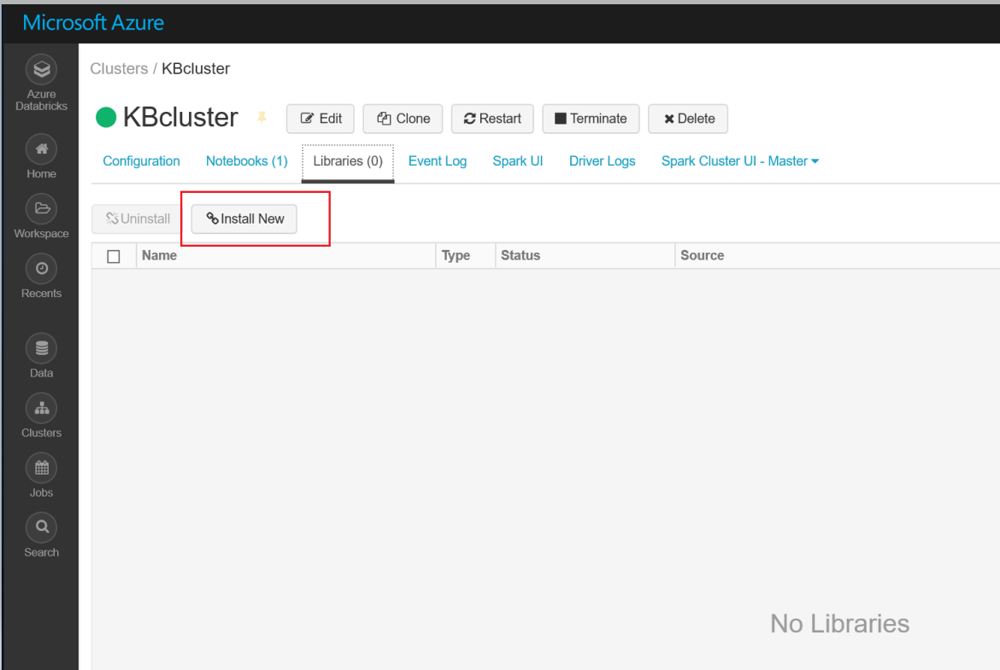 Microsoft Azure
Azure
Databricks
Home
Workspace
Recents
Data
Clusters
Jobs
Search
Clusters / KBcluster
KBcluster Edit Clone Restart Terminate Delete
Configuration Notebooks (1) Libraries (0) Event Log Spark UI Driver Logs Spark Cluster UI - Master
Uninstall Install New
Name Type Status Source
No Libraries